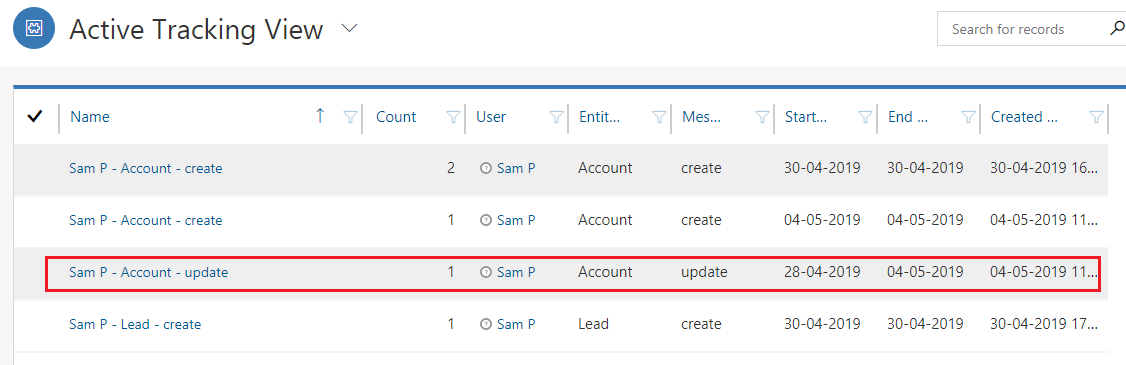 Active Tracking View
Search for records
Name Count User Entit... Mes... Start... End ... Created ...
Sam P - Account - create 2 Sam P Account create 30-04-2019 30-04-2019 30-04-2019 16...
Sam P - Account - create 1 Sam P Account create 04-05-2019 04-05-2019 04-05-2019 11...
Sam P - Account - update 1 Sam P Account update 28-04-2019 04-05-2019 04-05-2019 11...
Sam P - Lead - create 1 Sam P Lead create 30-04-2019 30-04-2019 30-04-2019 17...